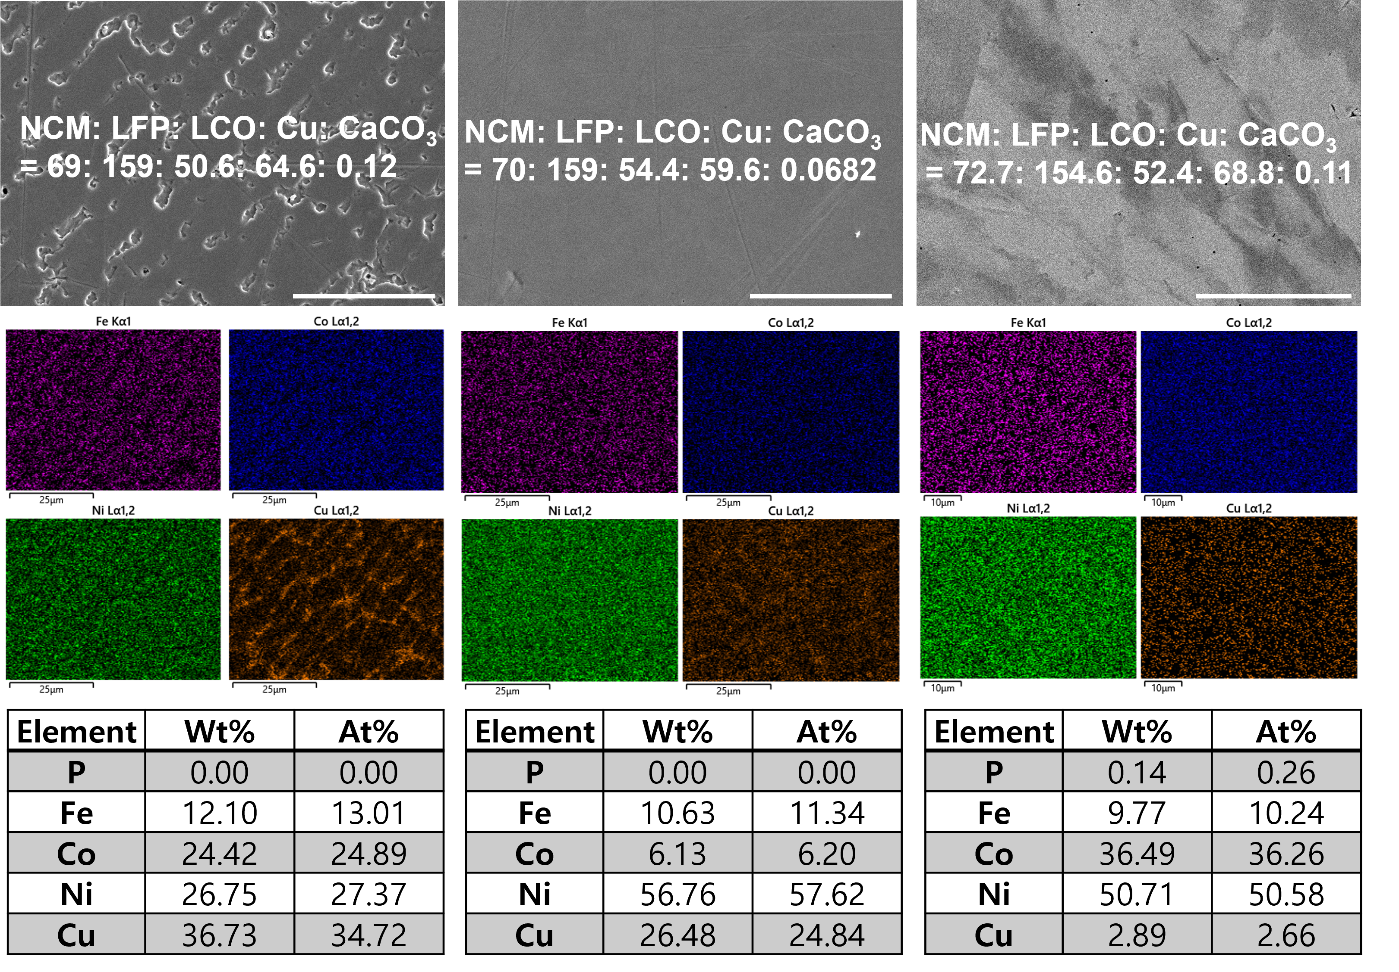 NCM: LFP: LCO: Cu: CaCO₃
= 69: 159: 50.6: 64.6: 0.12
NCM: LFP: LCO: Cu: CaCO₃
= 70: 159: 54.4: 59.6: 0.0682
NCM: LFP: LCO: Cu: CaCO₃
= 72.7: 154.6: 52.4: 68.8: 0.11
Fe Kα1
Co Lα1,2
25μm
25μm
Ni Lα1,2
Cu Lα1,2
25μm
25μm
Fe Kα1
Co Lα1,2
25μm
25μm
Ni Lα1,2
Cu Lα1,2
25μm
25μm
Fe Kα1
Co Lα1,2
10μm
10μm
Ni Lα1,2
Cu Lα1,2
10μm
10μm
Element Wt% At%
P 0.00 0.00
Fe 12.10 13.01
Co 24.42 24.89
Ni 26.75 27.37
Cu 36.73 34.72
Element Wt% At%
P 0.00 0.00
Fe 10.63 11.34
Co 6.13 6.20
Ni 56.76 57.62
Cu 26.48 24.84
Element Wt% At%
P 0.14 0.26
Fe 9.77 10.24
Co 36.49 36.26
Ni 50.71 50.58
Cu 2.89 2.66